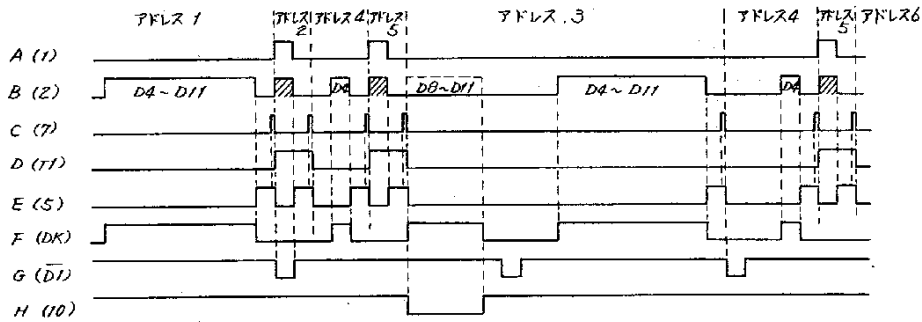 アドレス1 アドレス2 アドレス4 アドレス5 アドレス.3 アドレス4 アドレス5 アドレス6
A (1)
B (2) D4~D11 D4 D8~D11 D4~D11 D4
C (7)
D (T1)
E (5)
F (DK)
G (D̅1̅)
H (10)